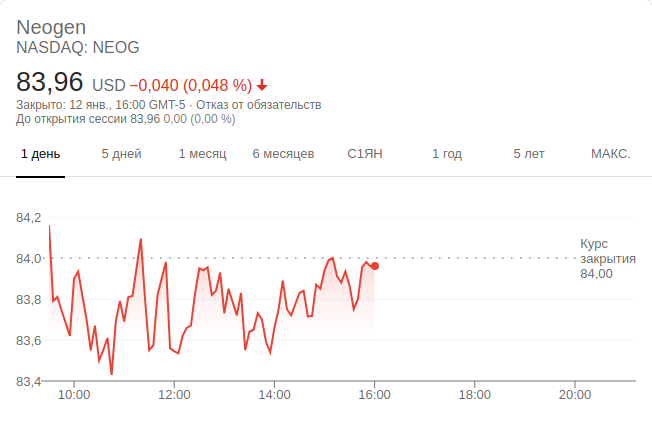 Neogen
NASDAQ: NEOG
83,96 USD −0,040 (0,048 %)
Закрыто: 12 янв., 16:00 GMT-5 · Отказ от обязательств
До открытия сессии 83,96 0,00 (0,00 %)
1 день 5 дней 1 месяц 6 месяцев С1ЯН 1 год 5 лет МАКС.
84,2
84,0
83,8
83,6
83,4
Курс
закрытия
84,00
10:00 12:00 14:00 16:00 18:00 20:00